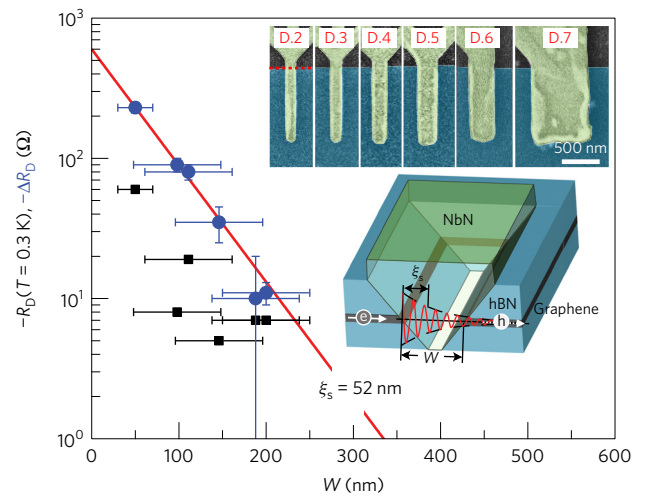 10³
10²
10¹
10⁰
−R_D(T = 0.3 K), −ΔR_D (Ω)
0 100 200 300 400 500 600
W (nm)
D.2 D.3 D.4 D.5 D.6 D.7
500 nm
NbN
ξ_s
hBN
Graphene
e
h
W
ξ_s = 52 nm